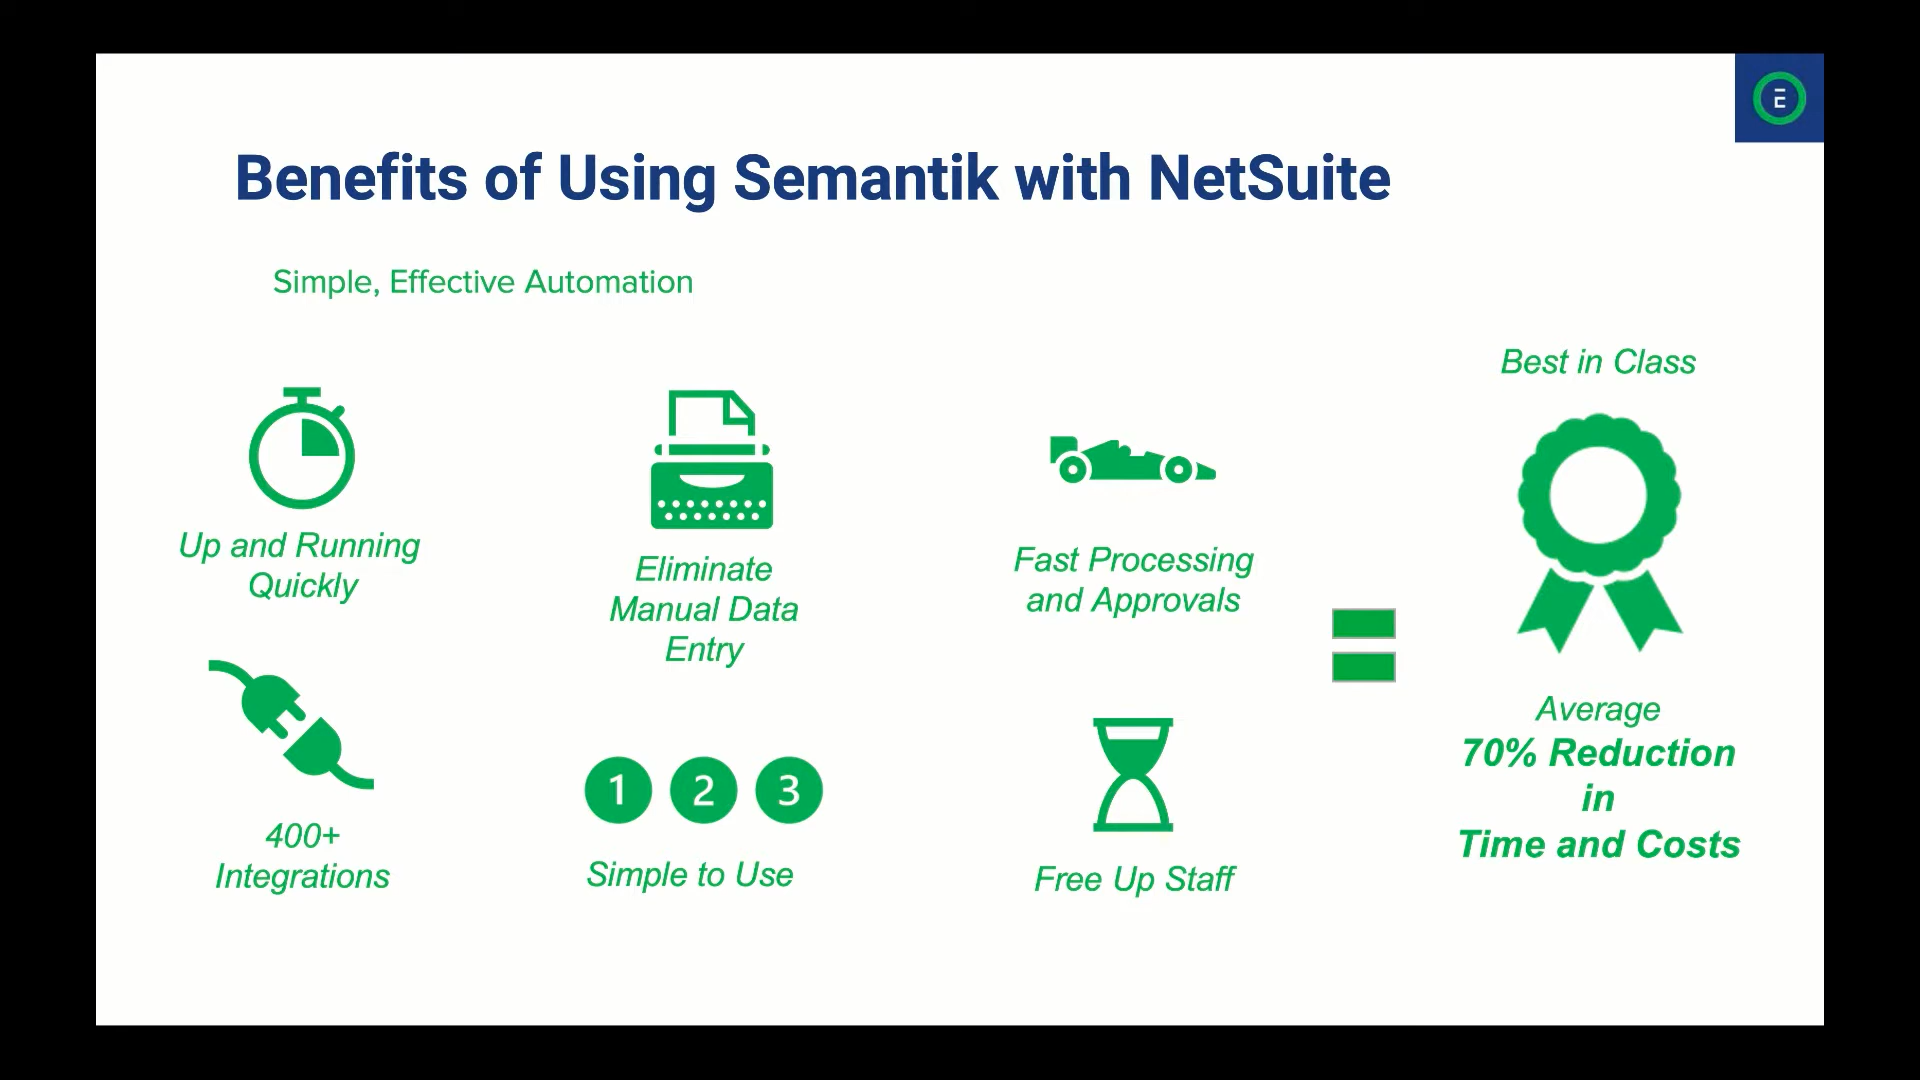 E
Benefits of Using Semantik with NetSuite
Simple, Effective Automation
Up and Running
Quickly
Eliminate
Manual Data
Entry
Fast Processing
and Approvals
400+
Integrations
1 2 3
Simple to Use
Free Up Staff
Best in Class
Average
70% Reduction
in
Time and Costs